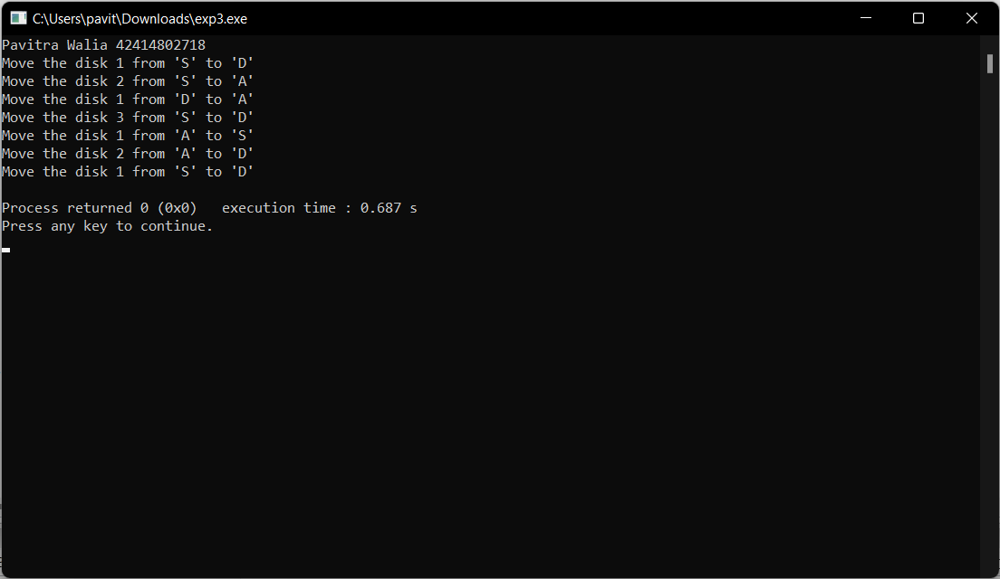 C:\Users\pavit\Downloads\exp3.exe
Pavitra Walia 42414802718
Move the disk 1 from 'S' to 'D'
Move the disk 2 from 'S' to 'A'
Move the disk 1 from 'D' to 'A'
Move the disk 3 from 'S' to 'D'
Move the disk 1 from 'A' to 'S'
Move the disk 2 from 'A' to 'D'
Move the disk 1 from 'S' to 'D'
Process returned 0 (0x0)   execution time : 0.687 s
Press any key to continue.